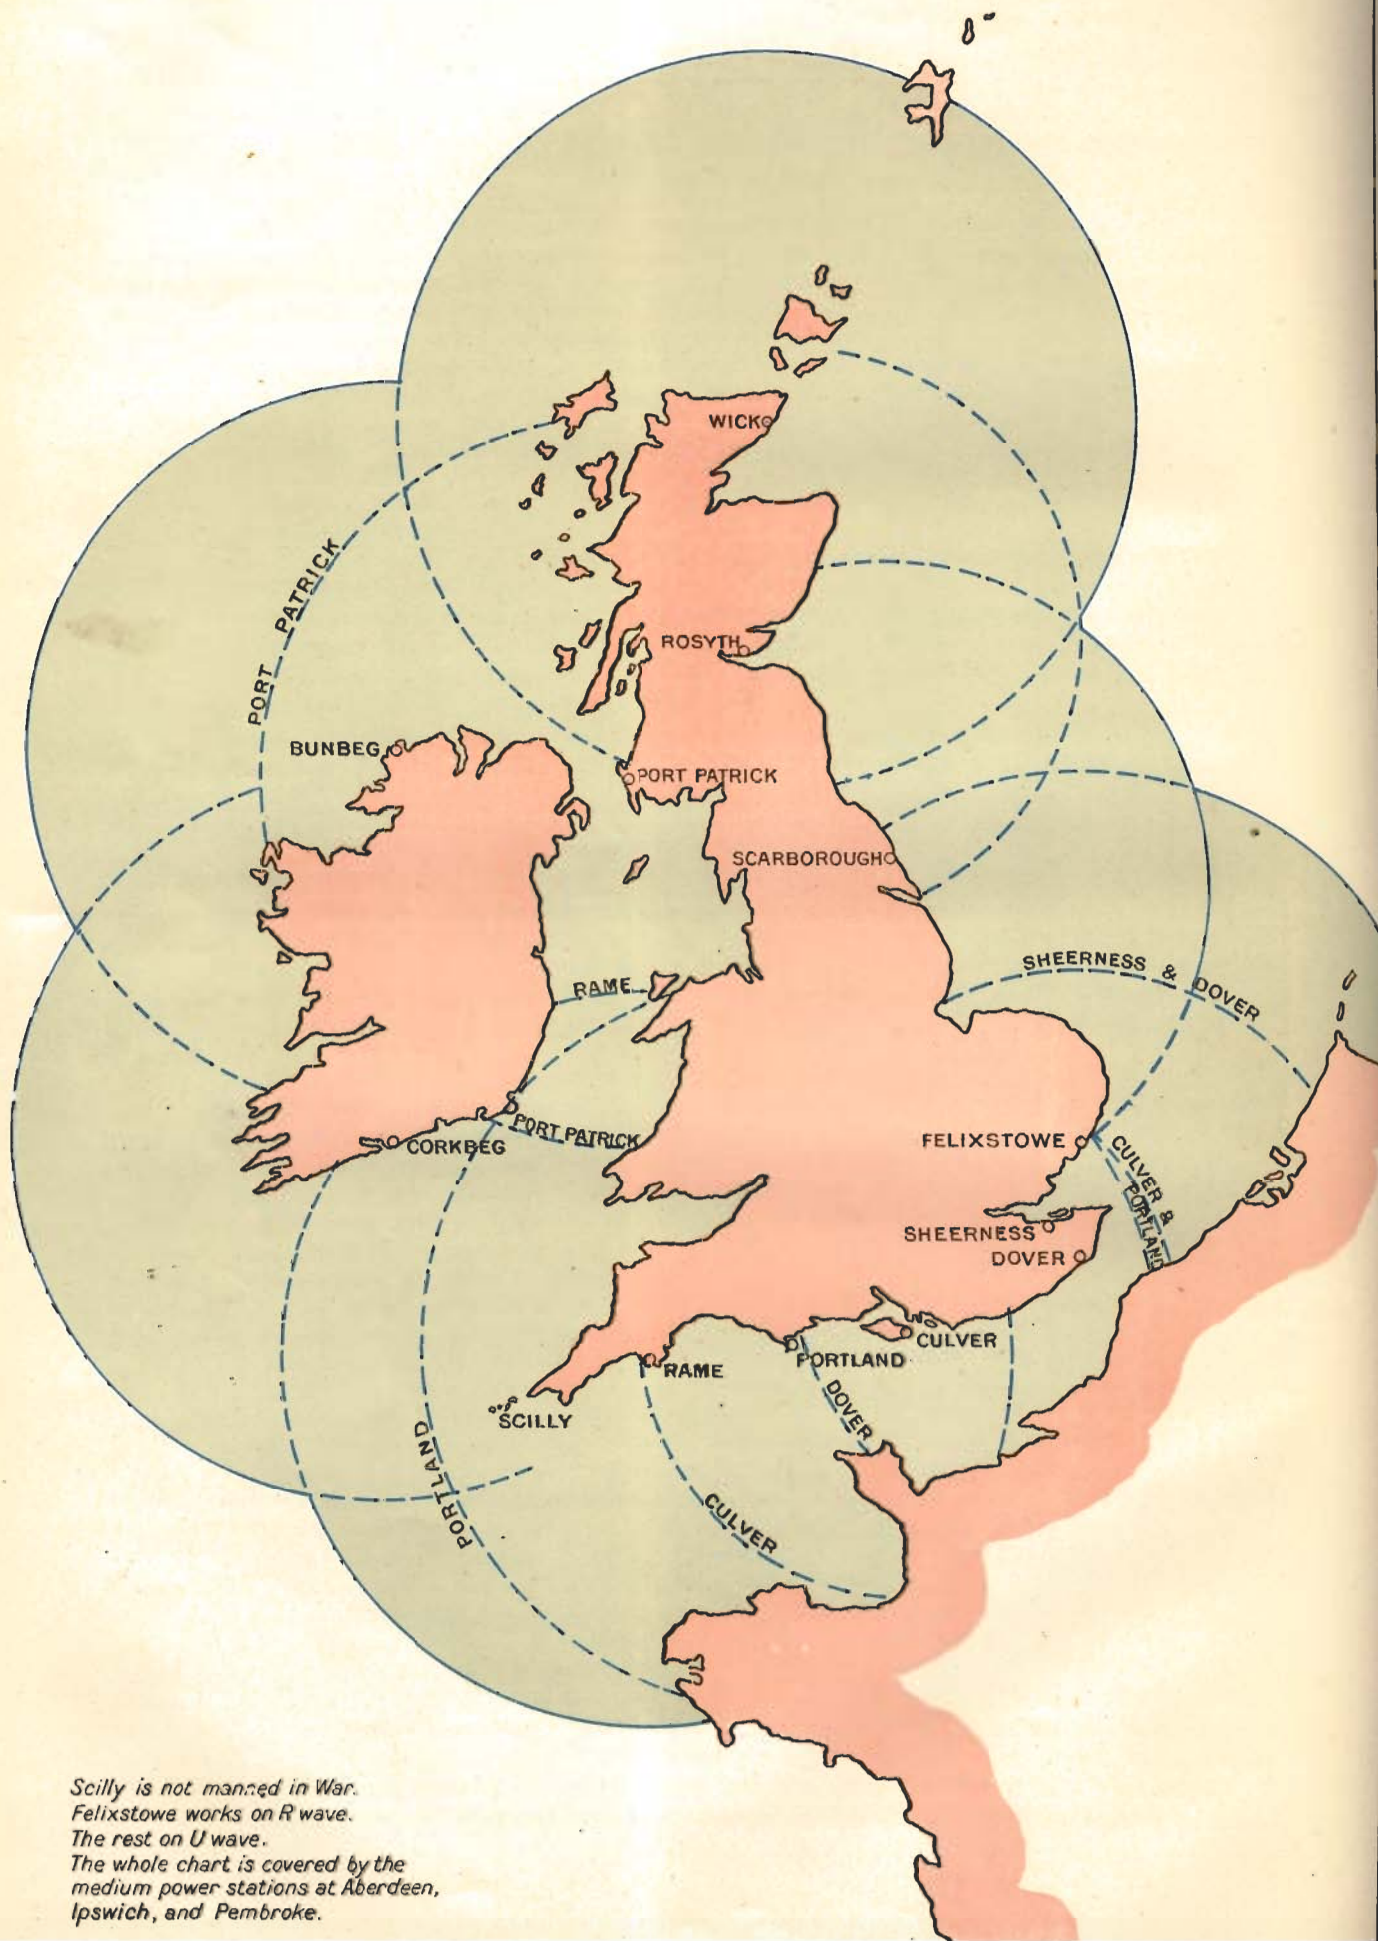 WICK
PORT PATRICK
ROSYTH
BUNBEG
PORT PATRICK
SCARBOROUGH
SHEERNESS & DOVER
RAME
PORT PATRICK
CORKBEG
FELIXSTOWE
CULVER &
PORTLAND
SHEERNESS
DOVER
CULVER
PORTLAND
RAME
DOVER
SCILLY
PORTLAND
CULVER
Scilly is not manned in War.
Felixstowe works on R wave.
The rest on U wave.
The whole chart is covered by the
medium power stations at Aberdeen,
Ipswich, and Pembroke.